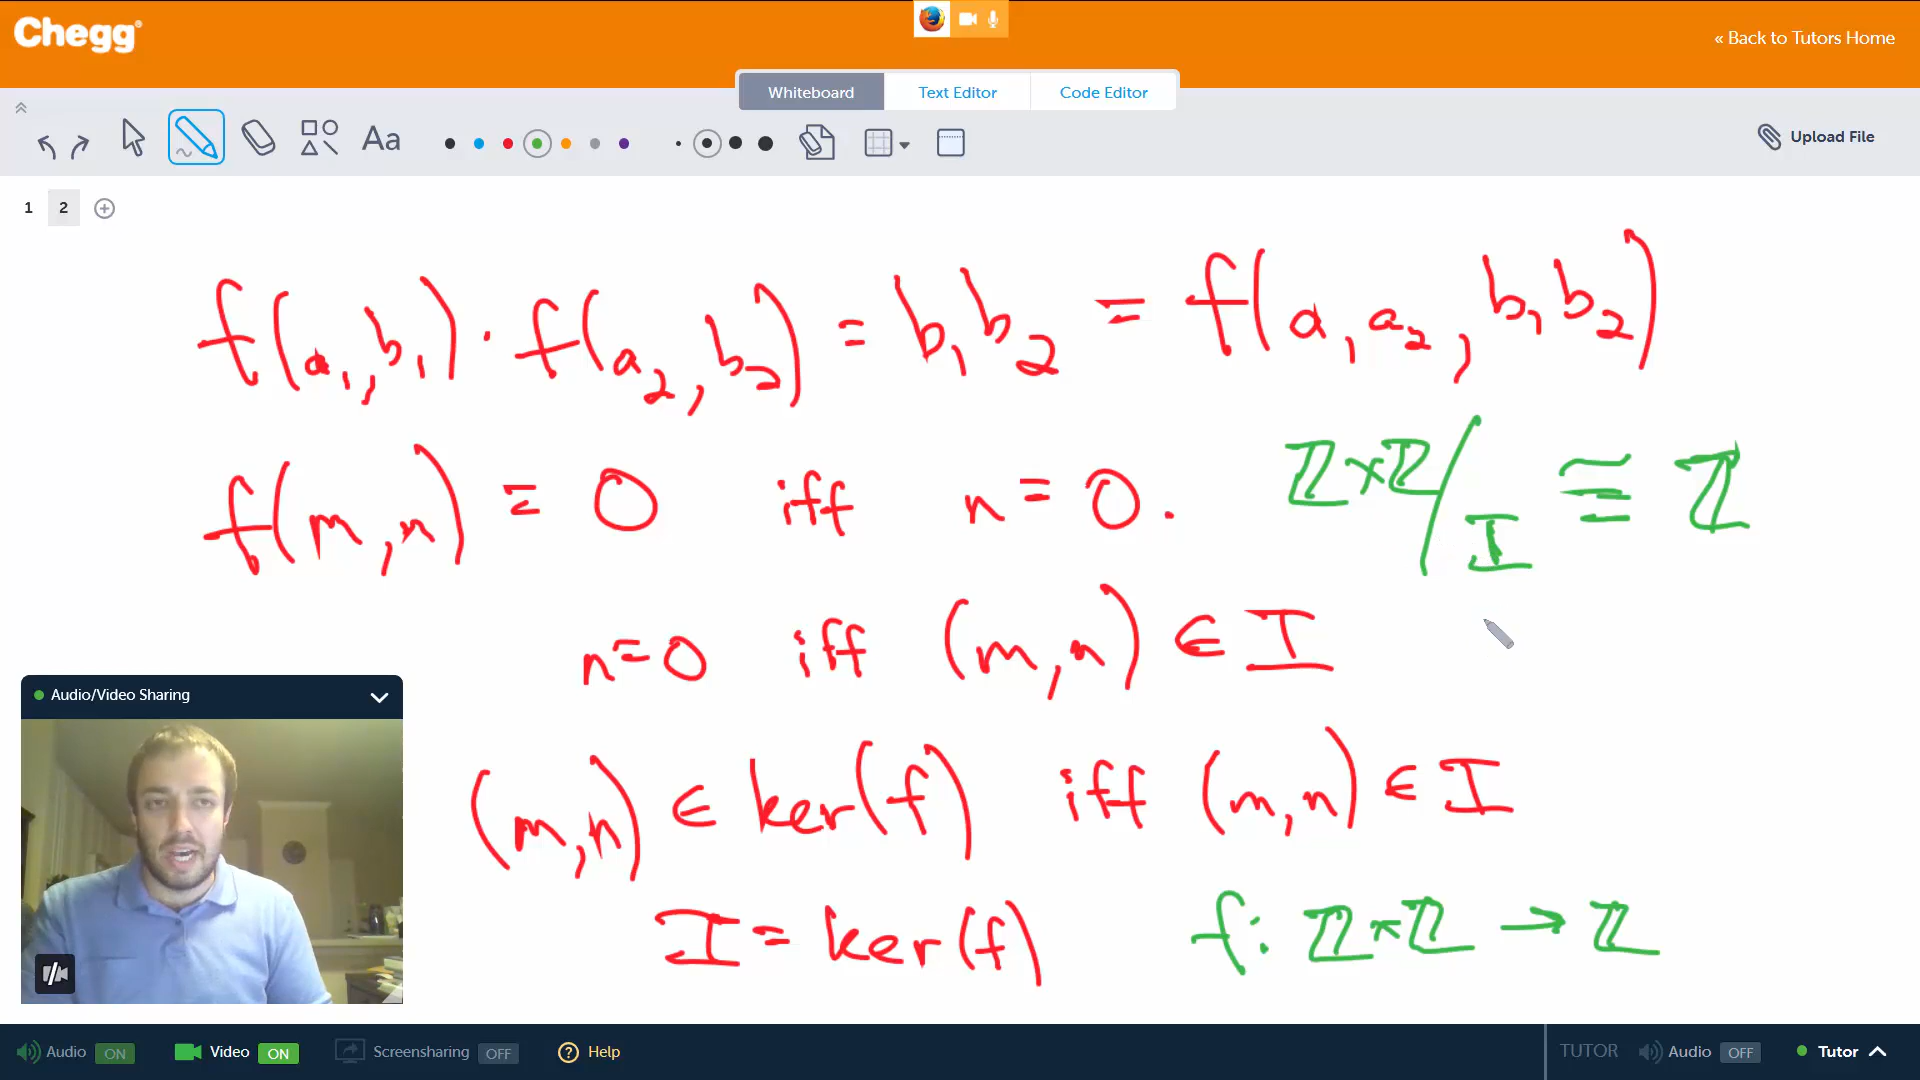 Chegg
« Back to Tutors Home
Whiteboard Text Editor Code Editor
Aa
Upload File
1 2
f(a₁,b₁)·f(a₂,b₂) = b₁b₂ = f(a₁a₂,b₁b₂)
f(m,n) = 0 iff n = 0.
ℤ×ℤ/I ≅ ℤ
n=0 iff (m,n) ∈ I
(m,n) ∈ ker(f) iff (m,n) ∈ I
I = ker(f)
f: ℤ×ℤ → ℤ
Audio/Video Sharing
Audio ON Video ON Screensharing OFF ? Help
TUTOR Audio OFF Tutor